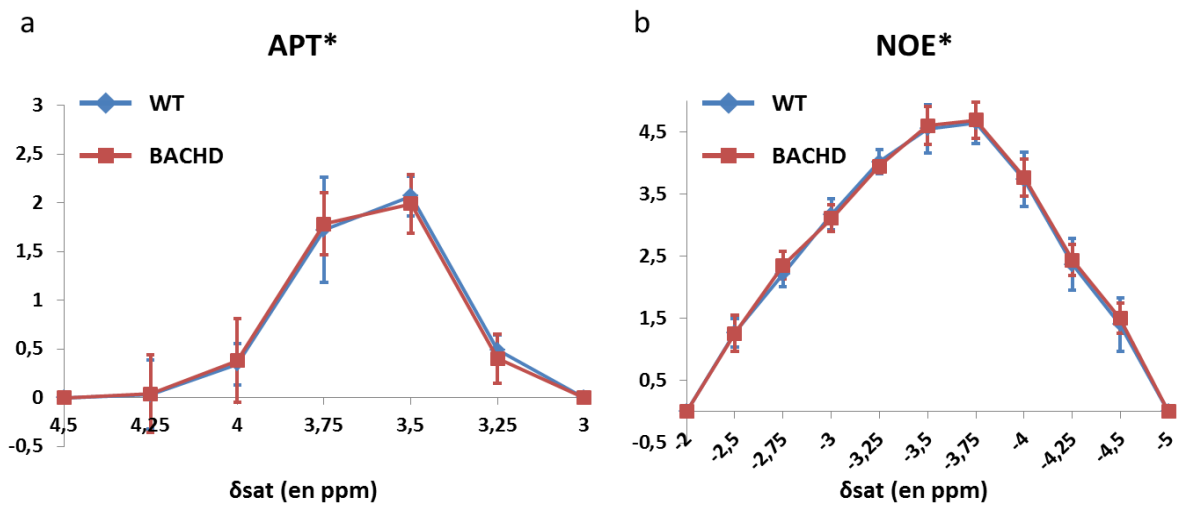 a
APT*
3
2,5
2
1,5
1
0,5
0
-0,5
WT
BACHD
4,5 4,25 4 3,75 3,5 3,25 3
δsat (en ppm)
b
NOE*
4,5
3,5
2,5
1,5
0,5
-0,5
WT
BACHD
-2 -2,5 -2,75 -3 -3,25 -3,5 -3,75 -4 -4,25 -4,5 -5
δsat (en ppm)